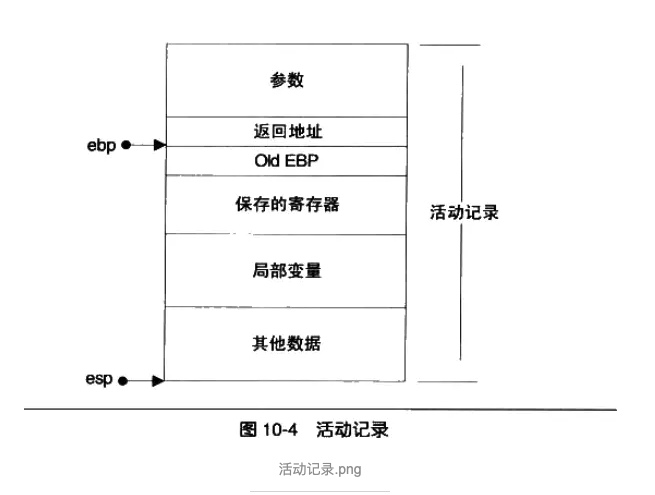 参数
返回地址
ebp
Old EBP
保存的寄存器
活动记录
局部变量
其他数据
esp
图 10-4 活动记录
活动记录.png